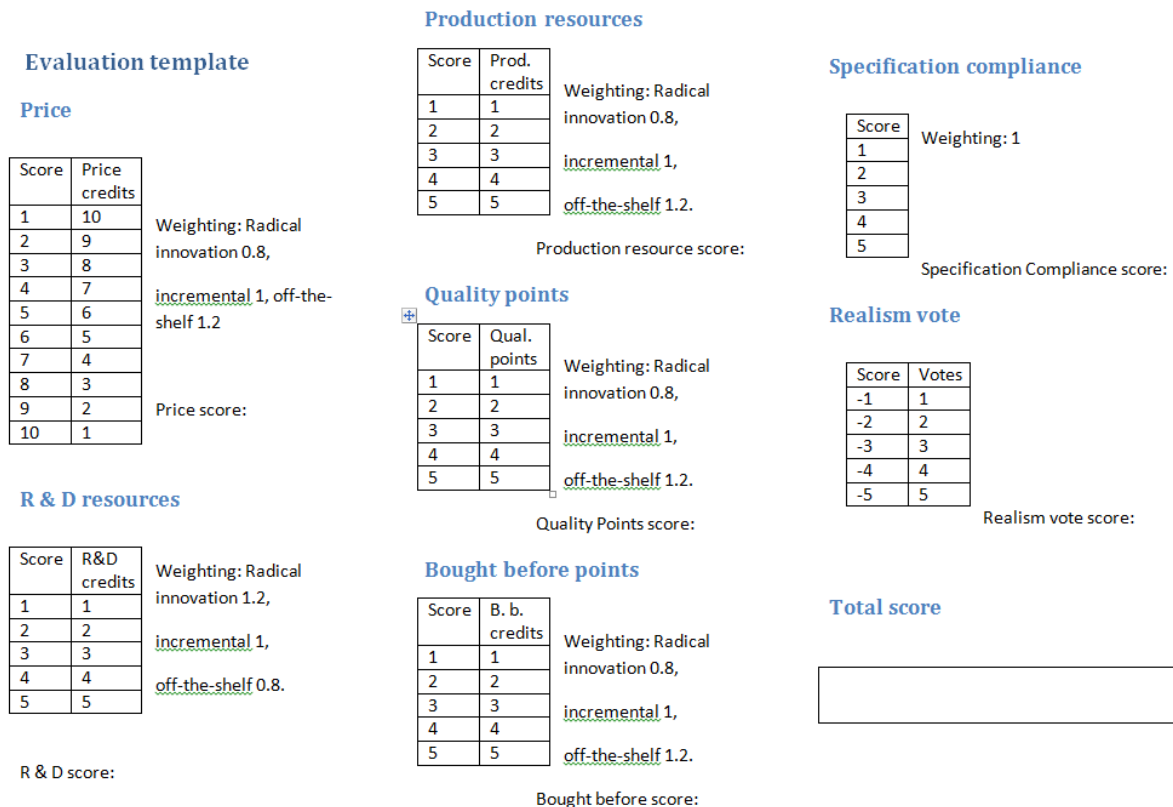 Evaluation template
Price
Score Price
credits
1 10
2 9
3 8
4 7
5 6
6 5
7 4
8 3
9 2
10 1
Weighting: Radical
innovation 0.8,
incremental 1, off-the-
shelf 1.2
Price score:
R & D resources
Score R&D
credits
1 1
2 2
3 3
4 4
5 5
Weighting: Radical
innovation 1.2,
incremental 1,
off-the-shelf 0.8.
R & D score:
Production resources
Score Prod.
credits
1 1
2 2
3 3
4 4
5 5
Weighting: Radical
innovation 0.8,
incremental 1,
off-the-shelf 1.2.
Production resource score:
Quality points
Score Qual.
points
1 1
2 2
3 3
4 4
5 5
Weighting: Radical
innovation 0.8,
incremental 1,
off-the-shelf 1.2.
Quality Points score:
Bought before points
Score B. b.
credits
1 1
2 2
3 3
4 4
5 5
Weighting: Radical
innovation 0.8,
incremental 1,
off-the-shelf 1.2.
Bought before score:
Specification compliance
Score
1
2
3
4
5
Weighting: 1
Specification Compliance score:
Realism vote
Score Votes
-1 1
-2 2
-3 3
-4 4
-5 5
Realism vote score:
Total score